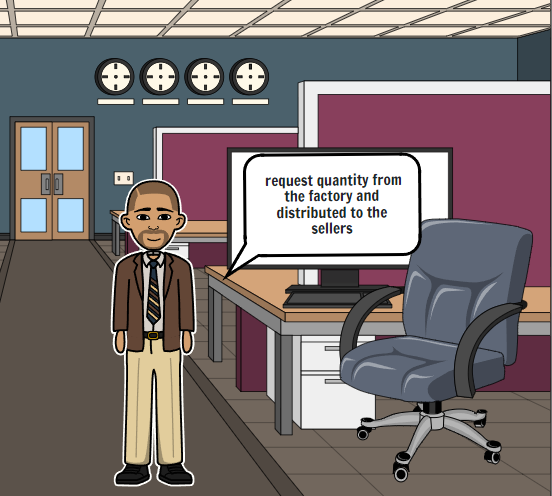 request quantity from
the factory and
distributed to the
sellers